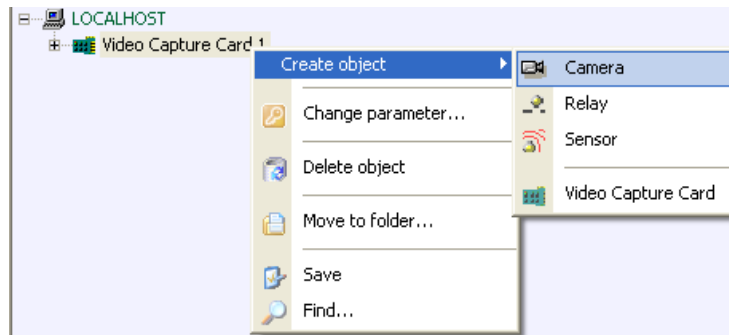 LOCALHOST
Video Capture Card 1
Create object
Change parameter...
Delete object
Move to folder...
Save
Find...
Camera
Relay
Sensor
Video Capture Card